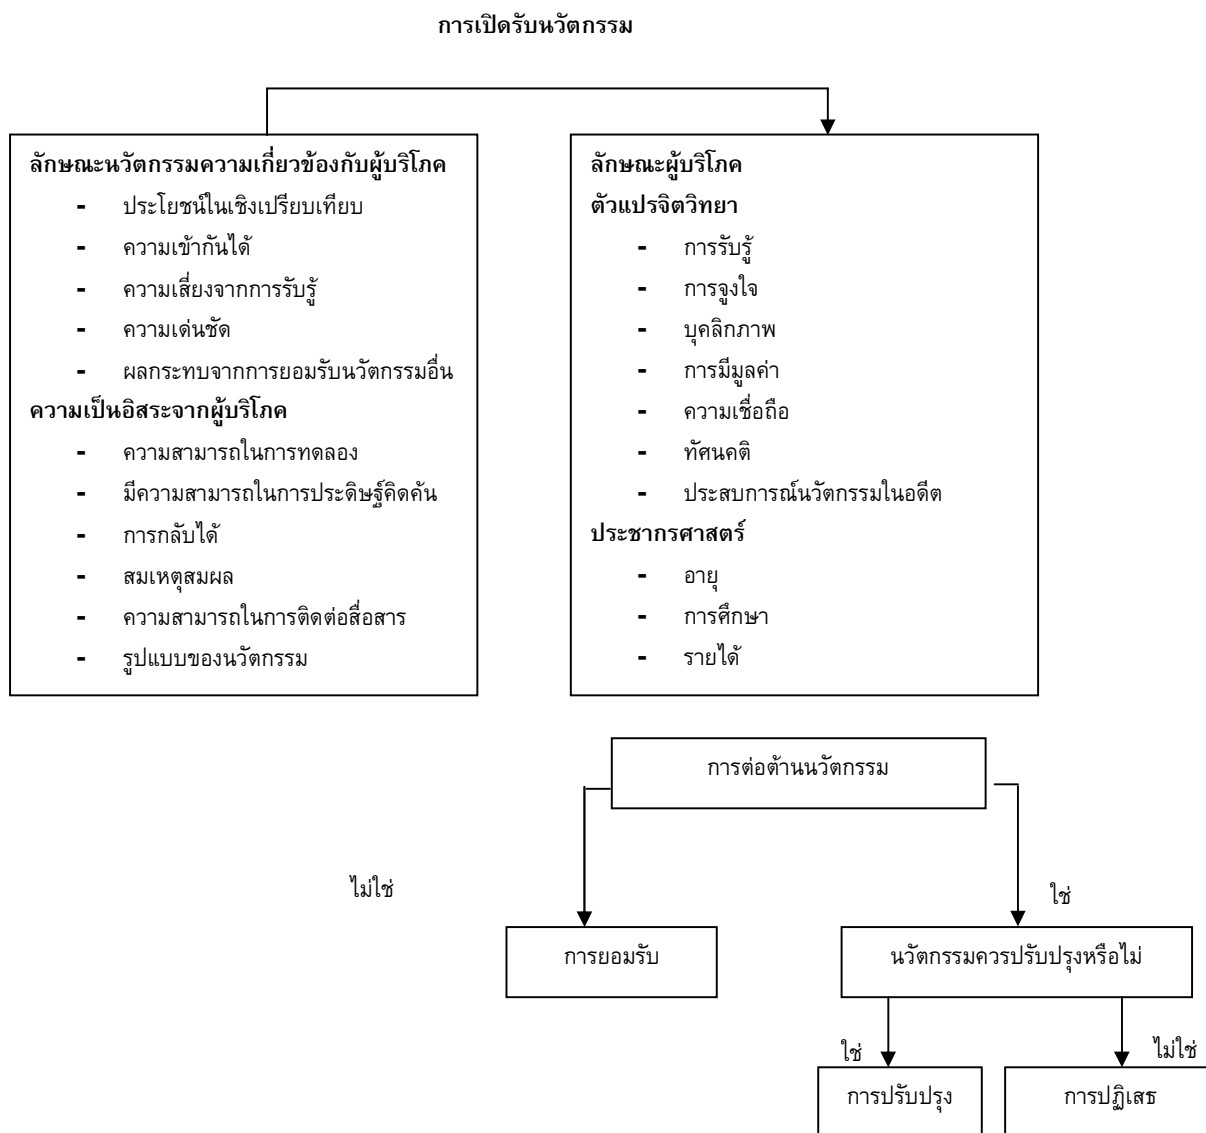 การเปิดรับนวัตกรรม
ลักษณะนวัตกรรมความเกี่ยวข้องกับผู้บริโภค
- ประโยชน์ในเชิงเปรียบเทียบ
- ความเข้ากันได้
- ความเสี่ยงจากการรับรู้
- ความเด่นชัด
- ผลกระทบจากการยอมรับนวัตกรรมอื่น
ความเป็นอิสระจากผู้บริโภค
- ความสามารถในการทดลอง
- มีความสามารถในการประดิษฐ์คิดค้น
- การกลับได้
- สมเหตุสมผล
- ความสามารถในการติดต่อสื่อสาร
- รูปแบบของนวัตกรรม
ลักษณะผู้บริโภค
ตัวแปรจิตวิทยา
- การรับรู้
- การจูงใจ
- บุคลิกภาพ
- การมีมูลค่า
- ความเชื่อถือ
- ทัศนคติ
- ประสบการณ์นวัตกรรมในอดีต
ประชากรศาสตร์
- อายุ
- การศึกษา
- รายได้
การต่อต้านนวัตกรรม
ไม่ใช่
ใช่
การยอมรับ
นวัตกรรมควรปรับปรุงหรือไม่
ใช่
ไม่ใช่
การปรับปรุง
การปฏิเสธ